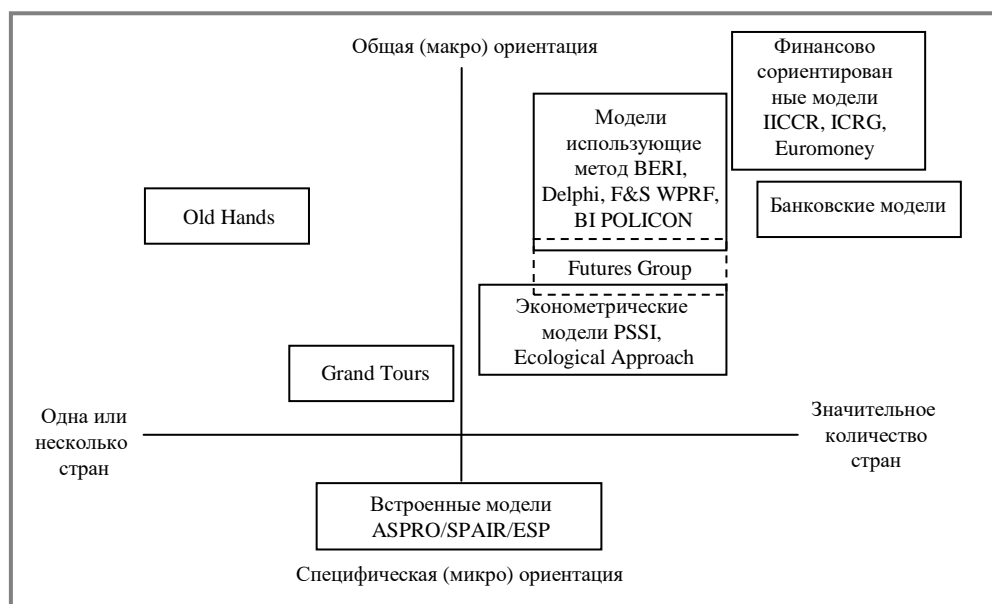 Общая (макро) ориентация
Финансово
сориентирован
ные модели
IICCR, ICRG,
Euromoney
Модели
использующие
метод BERI,
Delphi, F&S WPRF,
BI POLICON
Old Hands
Банковские модели
Futures Group
Эконометрические
модели PSSI,
Ecological Approach
Grand Tours
Одна или
несколько
стран
Значительное
количество
стран
Встроенные модели
ASPRO/SPAIR/ESP
Специфическая (микро) ориентация